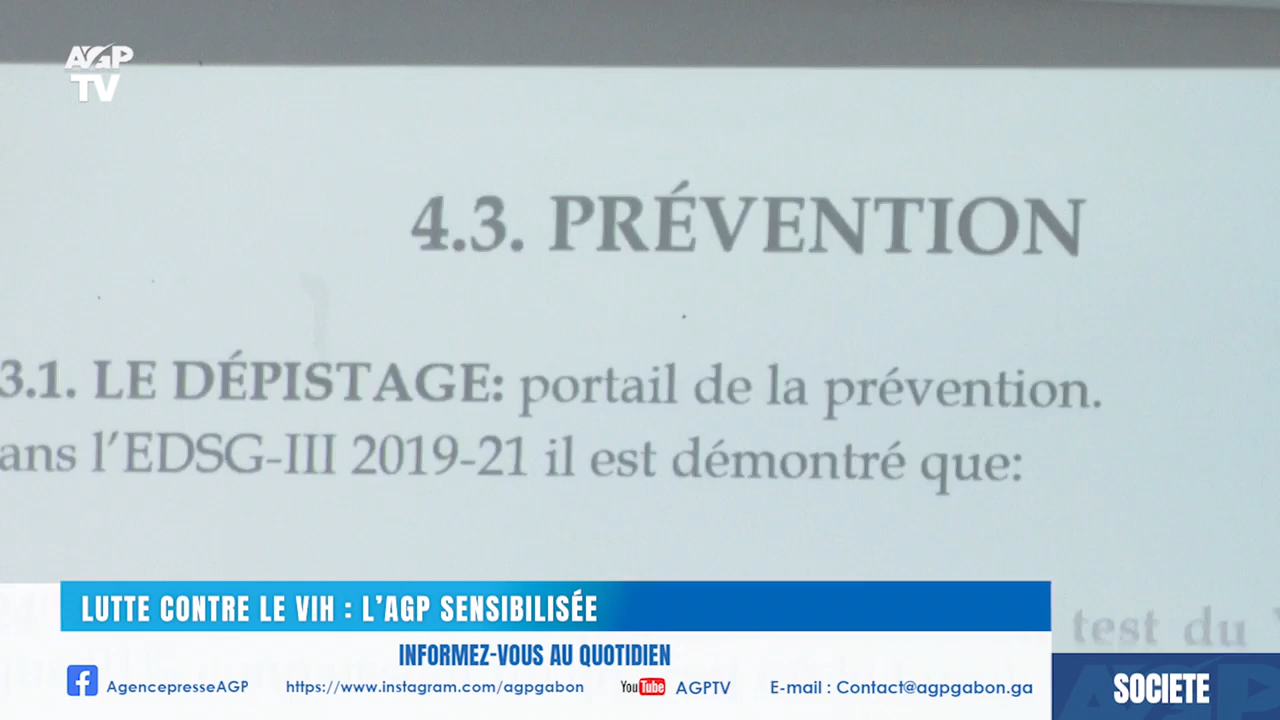 AGP
TV
4.3. PRÉVENTION
3.1. LE DÉPISTAGE: portail de la prévention.
ans l'EDSG-III 2019-21 il est démontré que:
test du
LUTTE CONTRE LE VIH : L'AGP SENSIBILISÉE
INFORMEZ-VOUS AU QUOTIDIEN
AgencepresseAGP https://www.instagram.com/agpgabon YouTube AGPTV E-mail : Contact@agpgabon.ga
SOCIETE